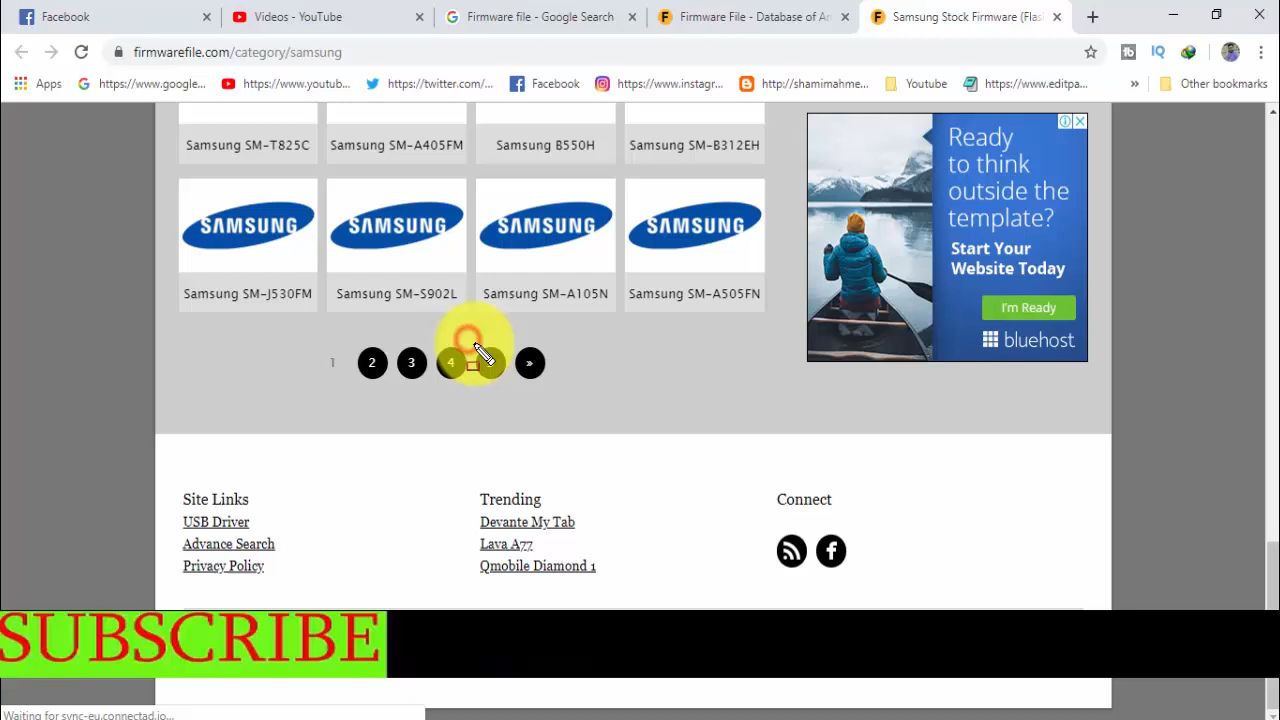 Facebook
Videos - YouTube
Firmware file - Google Search
Firmware File - Database of An
Samsung Stock Firmware (Flas
firmwarefile.com/category/samsung
Apps
https://www.google...
https://www.youtub...
https://twitter.com/...
Facebook
https://www.instagr...
http://shamimahme...
Youtube
https://www.editpa...
»
Other bookmarks
Samsung SM-T825C
Samsung SM-A405FM
Samsung B550H
Samsung SM-B312EH
SAMSUNG
SAMSUNG
SAMSUNG
SAMSUNG
Samsung SM-J530FM
Samsung SM-S902L
Samsung SM-A105N
Samsung SM-A505FN
1
2
3
4
»
Ready
to think
outside the
template?
Start Your
Website Today
I'm Ready
bluehost
Site Links
USB Driver
Advance Search
Privacy Policy
Trending
Devante My Tab
Lava A77
Qmobile Diamond 1
Connect
SUBSCRIBE
Waiting for sync-eu.connectad.io...